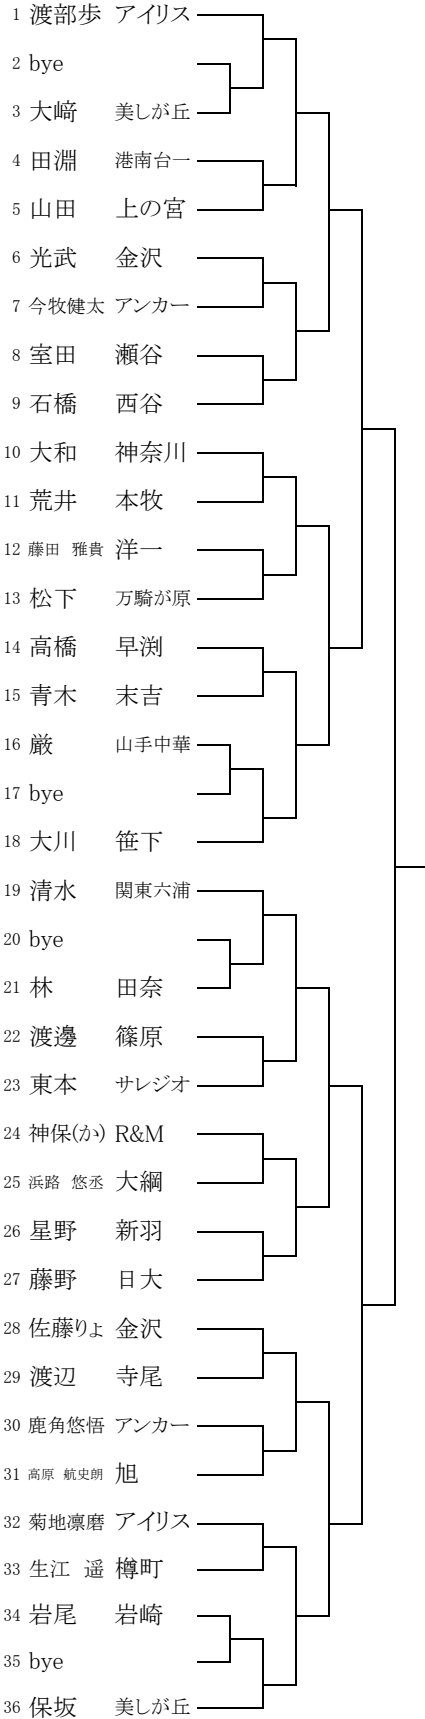 1 渡部歩 アイリス
2 bye
3 大﨑 美しが丘
4 田淵 港南台一
5 山田 上の宮
6 光武 金沢
7 今牧健太 アンカー
8 室田 瀬谷
9 石橋 西谷
10 大和 神奈川
11 荒井 本牧
12 藤田 雅貴 洋一
13 松下 万騎が原
14 高橋 早渕
15 青木 末吉
16 厳 山手中華
17 bye
18 大川 笹下
19 清水 関東六浦
20 bye
21 林 田奈
22 渡邊 篠原
23 東本 サレジオ
24 神保(か) R&M
25 浜路 悠丞 大綱
26 星野 新羽
27 藤野 日大
28 佐藤りょ 金沢
29 渡辺 寺尾
30 鹿角悠悟 アンカー
31 高原 航史朗 旭
32 菊地凛磨 アイリス
33 生江 遥 樽町
34 岩尾 岩崎
35 bye
36 保坂 美しが丘